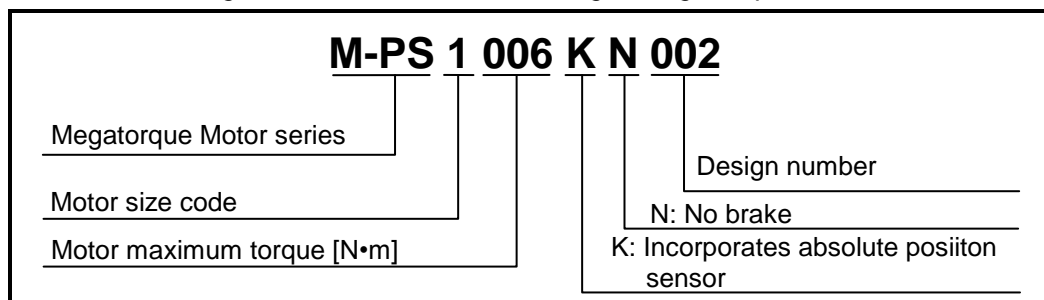 M-PS 1 006 K N 002
Megatorque Motor series
Design number
Motor size code
N: No brake
Motor maximum torque [N•m]
K: Incorporates absolute posiiton
sensor